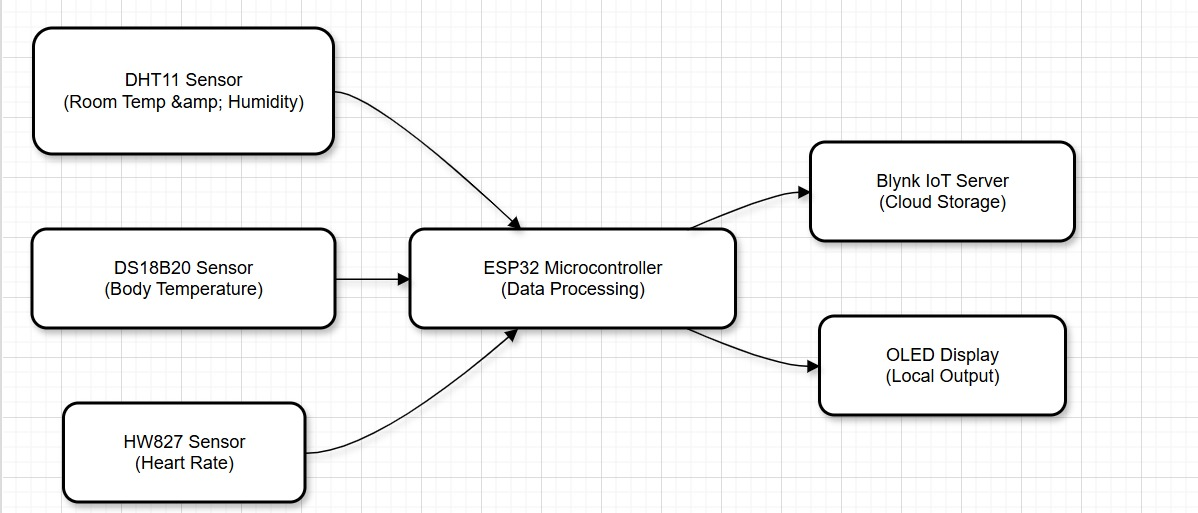 DHT11 Sensor
(Room Temp &amp; Humidity)
DS18B20 Sensor
(Body Temperature)
HW827 Sensor
(Heart Rate)
ESP32 Microcontroller
(Data Processing)
Blynk IoT Server
(Cloud Storage)
OLED Display
(Local Output)